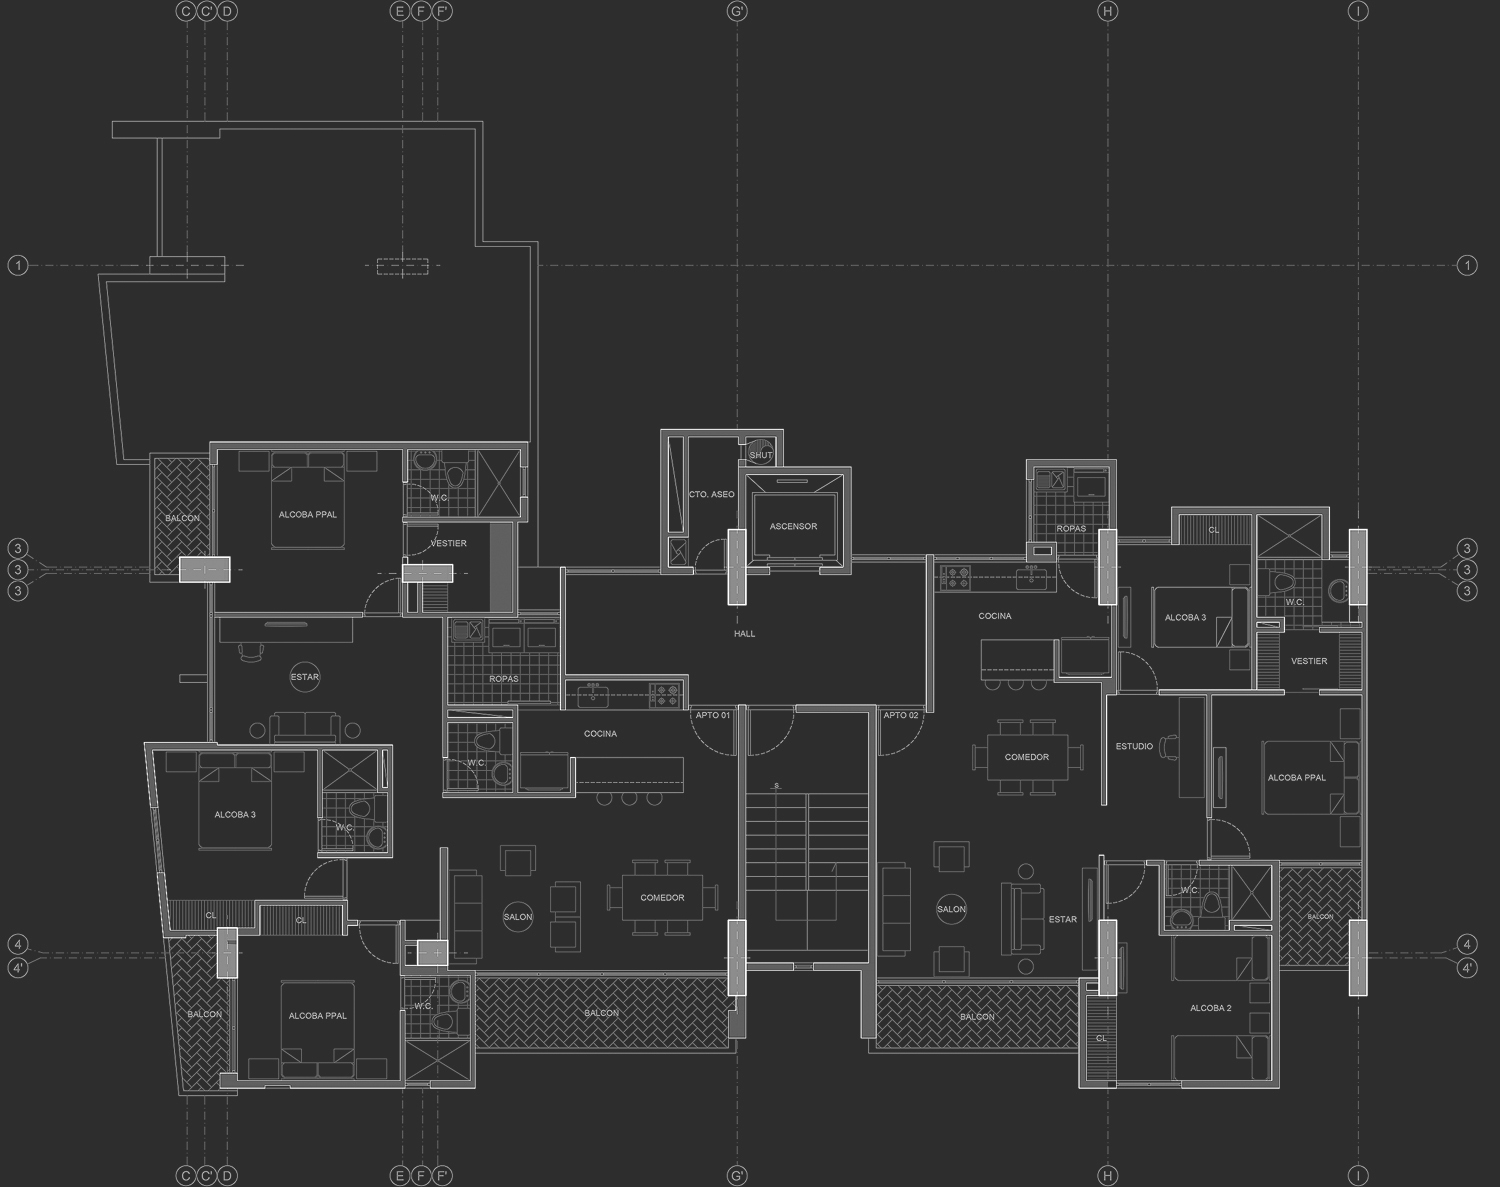 C C' D E F F' G' H I
1 1
SHUT
CTO. ASEO
ALCOBA PPAL
W.C
BALCON
ASCENSOR
ROPAS
CL
VESTIER
3 3
3 3
3 3
W.C.
COCINA
ALCOBA 3
HALL
VESTIER
ESTAR
ROPAS
APTO 01
APTO 02
COCINA
ESTUDIO
COMEDOR
W.C.
ALCOBA PPAL
S
ALCOBA 3
W.C.
W.C.
COMEDOR
SALON
SALON
CL
CL
ESTAR
BALCON
4 4
4' 4'
W.C.
ALCOBA 2
BALCON
ALCOBA PPAL
BALCON
BALCON
CL
C C' D E F F' G' H I